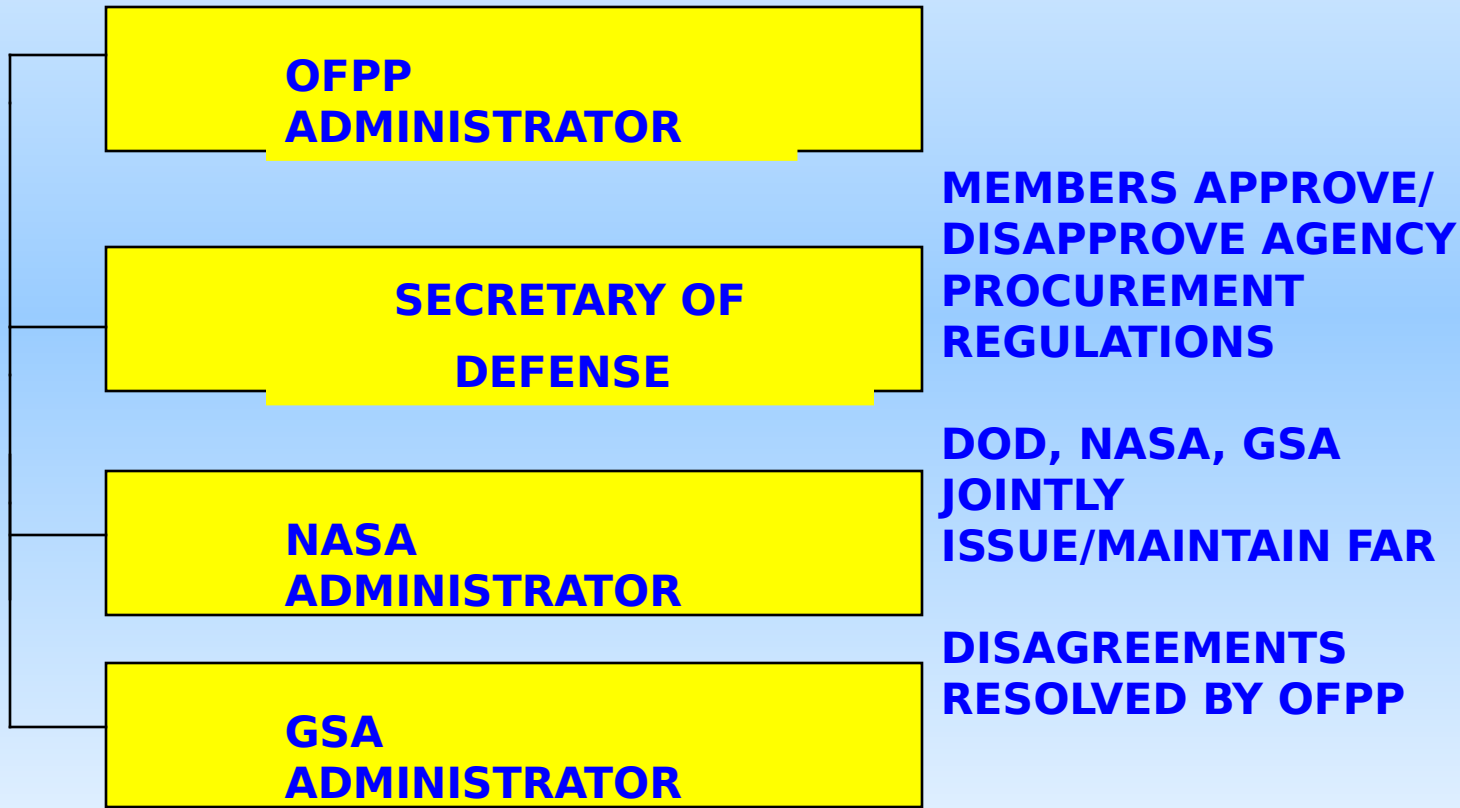 OFPP
ADMINISTRATOR
SECRETARY OF
DEFENSE
NASA
ADMINISTRATOR
GSA
ADMINISTRATOR
MEMBERS APPROVE/
DISAPPROVE AGENCY
PROCUREMENT
REGULATIONS
DOD, NASA, GSA
JOINTLY
ISSUE/MAINTAIN FAR
DISAGREEMENTS
RESOLVED BY OFPP